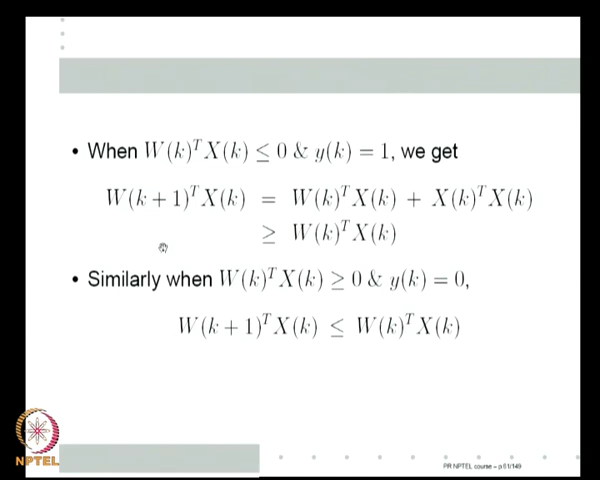 • When W(k)^T X(k) ≤ 0 & y(k) = 1, we get
W(k + 1)^T X(k) = W(k)^T X(k) + X(k)^T X(k)
≥ W(k)^T X(k)
• Similarly when W(k)^T X(k) ≥ 0 & y(k) = 0,
W(k + 1)^T X(k) ≤ W(k)^T X(k)
NPTEL
PR NPTEL course – p 61/149